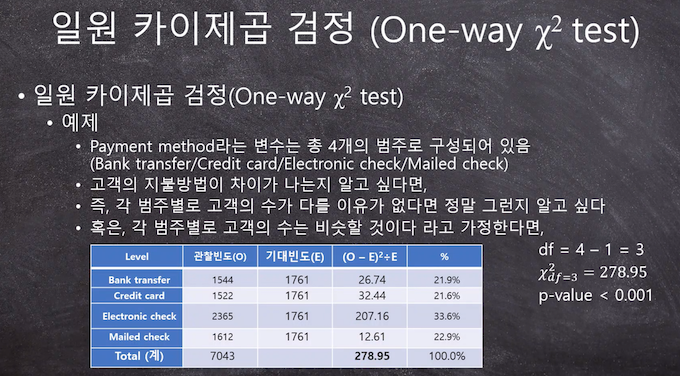 일원 카이제곱 검정 (One-way χ² test)
• 일원 카이제곱 검정(One-way χ² test)
• 예제
• Payment method라는 변수는 총 4개의 범주로 구성되어 있음
(Bank transfer/Credit card/Electronic check/Mailed check)
• 고객의 지불방법이 차이가 나는지 알고 싶다면,
• 즉, 각 범주별로 고객의 수가 다를 이유가 없다면 정말 그런지 알고 싶다
• 혹은, 각 범주별로 고객의 수는 비슷할 것이다 라고 가정한다면,
Level 관찰빈도(O) 기대빈도(E) (O – E)²÷E %
Bank transfer 1544 1761 26.74 21.9%
Credit card 1522 1761 32.44 21.6%
Electronic check 2365 1761 207.16 33.6%
Mailed check 1612 1761 12.61 22.9%
Total (계) 7043 278.95 100.0%
df = 4 – 1 = 3
χ²df=3 = 278.95
p-value < 0.001